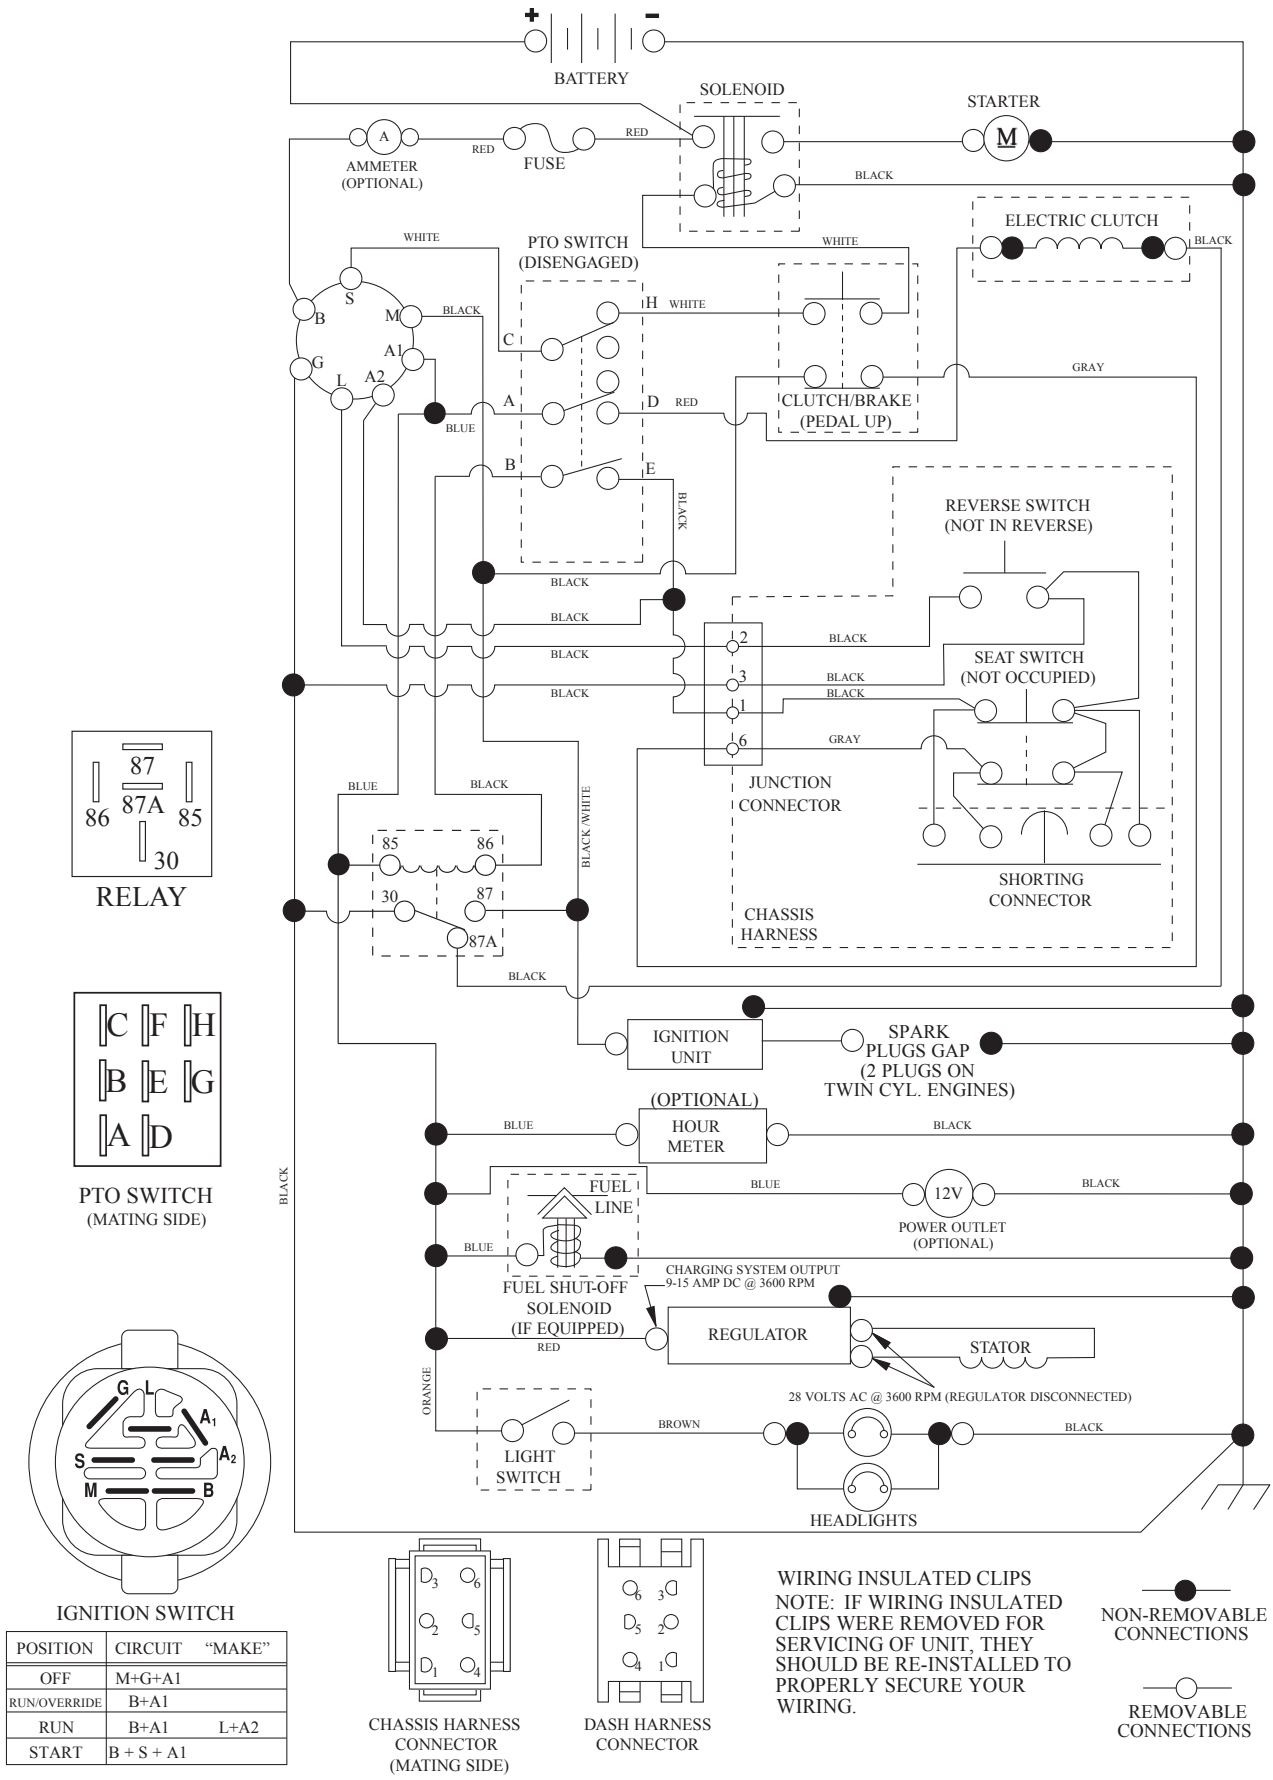 + −
BATTERY
SOLENOID
STARTER
A
AMMETER
(OPTIONAL)
RED
FUSE
RED
M
BLACK
ELECTRIC CLUTCH
BLACK
WHITE
PTO SWITCH
(DISENGAGED)
WHITE
S
B
M
BLACK
H WHITE
G
A1
C
L
A2
GRAY
CLUTCH/BRAKE
(PEDAL UP)
A
BLUE
D RED
B
E
BLACK
REVERSE SWITCH
(NOT IN REVERSE)
BLACK
BLACK
BLACK
2
BLACK
SEAT SWITCH
(NOT OCCUPIED)
BLACK
3
BLACK
BLACK
1
GRAY
6
JUNCTION
CONNECTOR
87
87A
86
85
30
RELAY
BLUE
BLACK
BLACK /WHITE
85
86
30
87
87A
SHORTING
CONNECTOR
CHASSIS
HARNESS
BLACK
C F H
B E G
A D
PTO SWITCH
(MATING SIDE)
IGNITION
UNIT
SPARK
PLUGS GAP
(2 PLUGS ON
TWIN CYL. ENGINES)
(OPTIONAL)
HOUR
METER
BLUE
BLACK
BLACK
FUEL
LINE
BLUE
12V
BLACK
POWER OUTLET
(OPTIONAL)
BLUE
FUEL SHUT-OFF
SOLENOID
(IF EQUIPPED)
CHARGING SYSTEM OUTPUT
9-15 AMP DC @ 3600 RPM
RED
REGULATOR
STATOR
28 VOLTS AC @ 3600 RPM (REGULATOR DISCONNECTED)
ORANGE
LIGHT
SWITCH
BROWN
BLACK
HEADLIGHTS
G L
A1
S
A2
M
B
IGNITION SWITCH
POSITION CIRCUIT “MAKE”
OFF M+G+A1
RUN/OVERRIDE B+A1
RUN B+A1 L+A2
START B + S + A1
3 6
2 5
1 4
CHASSIS HARNESS
CONNECTOR
(MATING SIDE)
6 3
5 2
4 1
DASH HARNESS
CONNECTOR
WIRING INSULATED CLIPS
NOTE: IF WIRING INSULATED
CLIPS WERE REMOVED FOR
SERVICING OF UNIT, THEY
SHOULD BE RE-INSTALLED TO
PROPERLY SECURE YOUR
WIRING.
NON-REMOVABLE
CONNECTIONS
REMOVABLE
CONNECTIONS